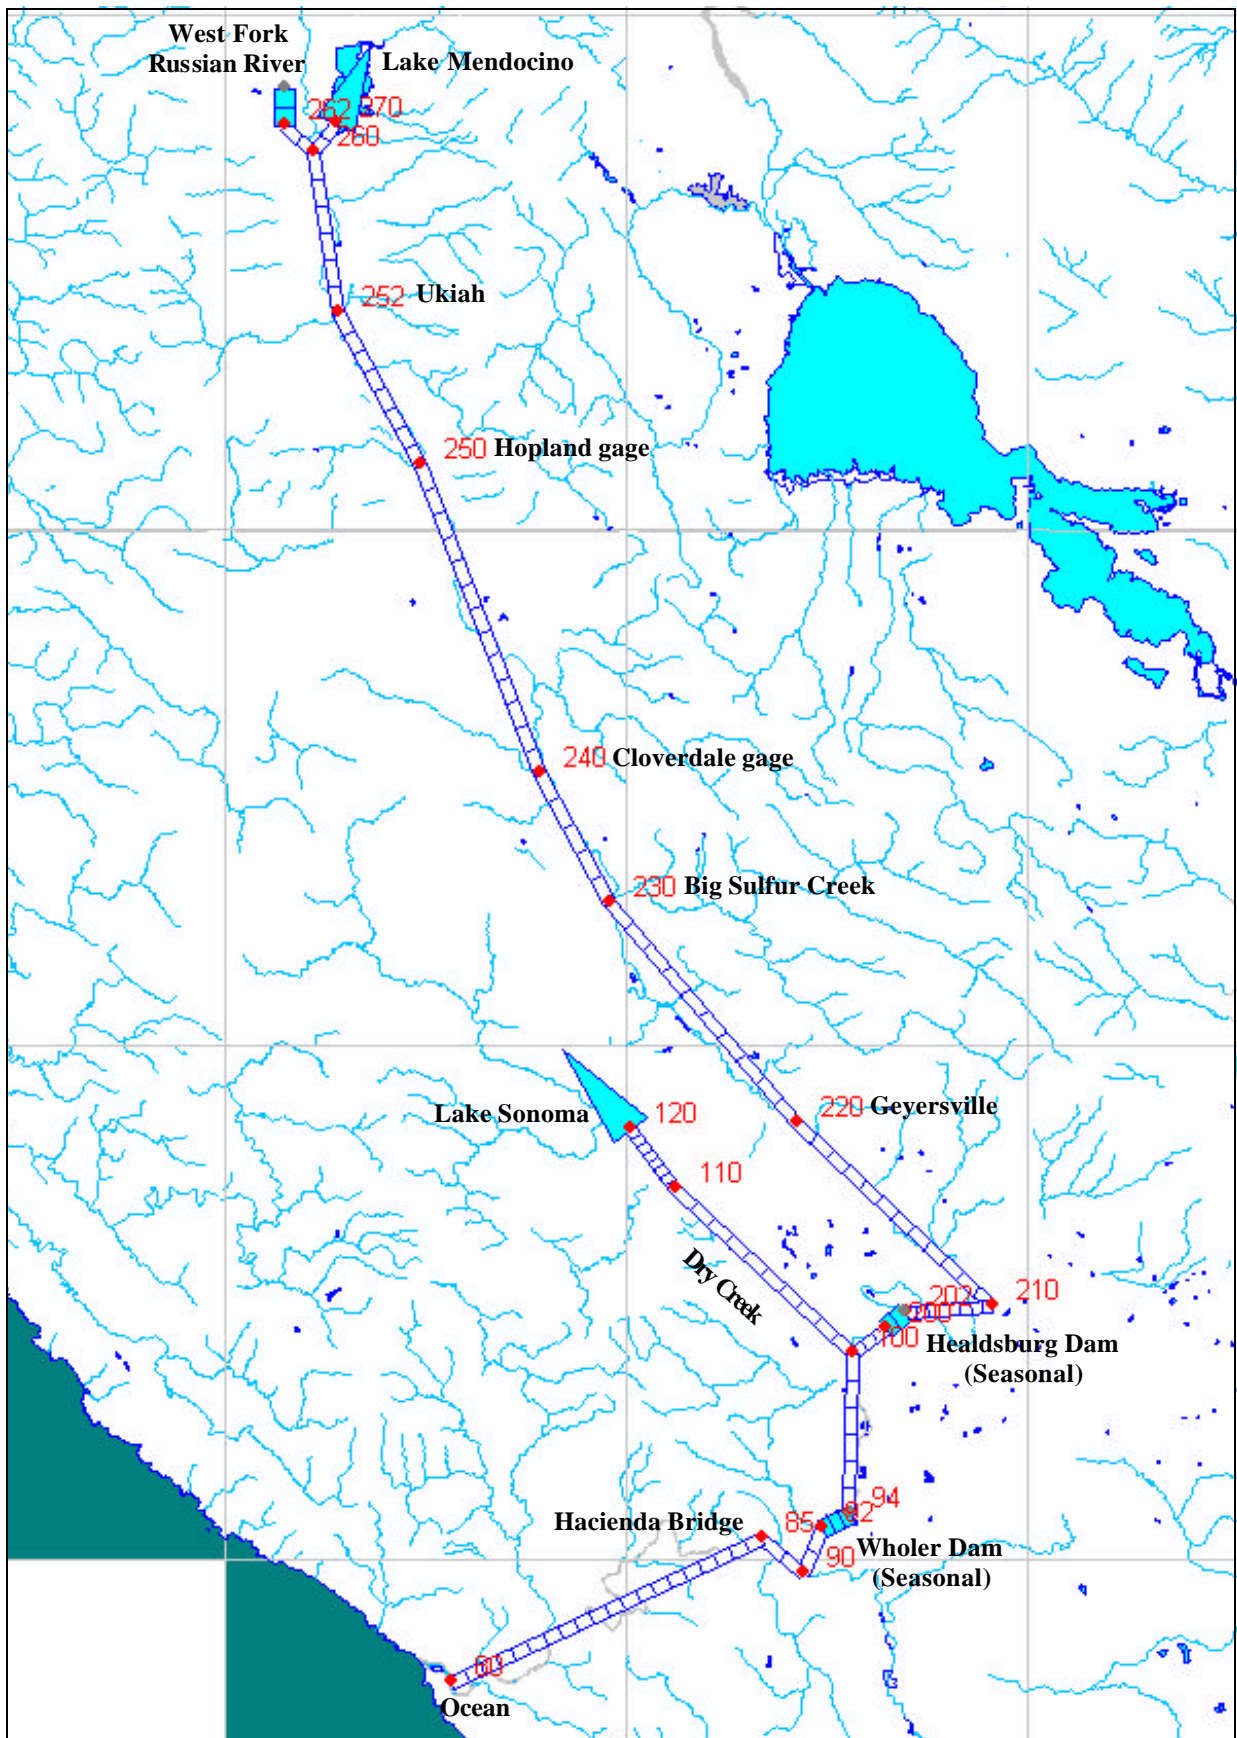 West Fork
Russian River
Lake Mendocino
262
270
260
252 Ukiah
250 Hopland gage
240 Cloverdale gage
230 Big Sulfur Creek
220 Geyersville
Lake Sonoma
120
110
Dry Creek
202
210
200
100
Healdsburg Dam
(Seasonal)
94
92
Hacienda Bridge
85
90
Wholer Dam
(Seasonal)
80
Ocean